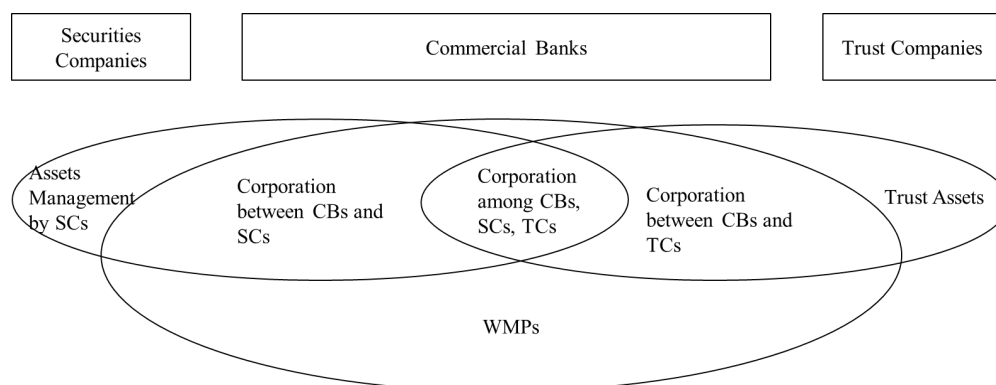 Securities
Companies
Commercial Banks
Trust Companies
Assets
Management
by SCs
Corporation
between CBs and
SCs
Corporation
among CBs,
SCs, TCs
Corporation
between CBs and
TCs
Trust Assets
WMPs